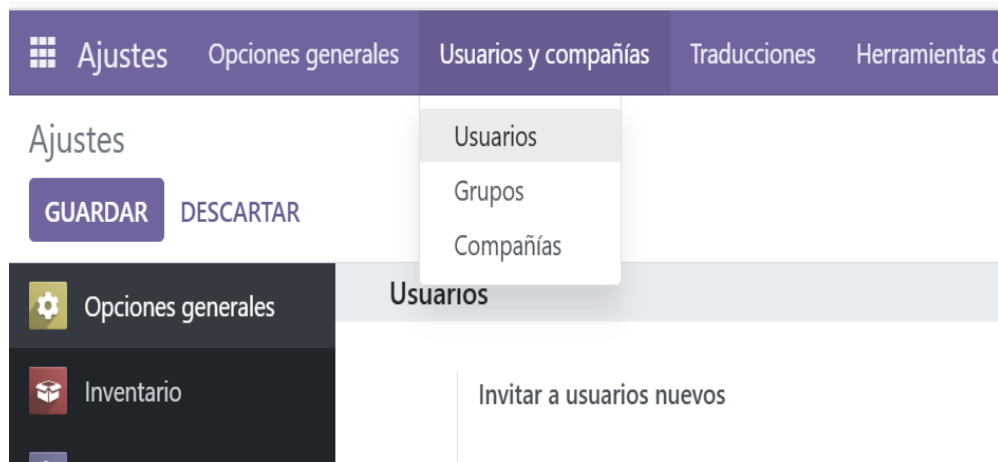 Ajustes Opciones generales Usuarios y compañías Traducciones Herramientas
Ajustes
Usuarios
GUARDAR DESCARTAR
Grupos
Compañías
Opciones generales
Usuarios
Inventario
Invitar a usuarios nuevos